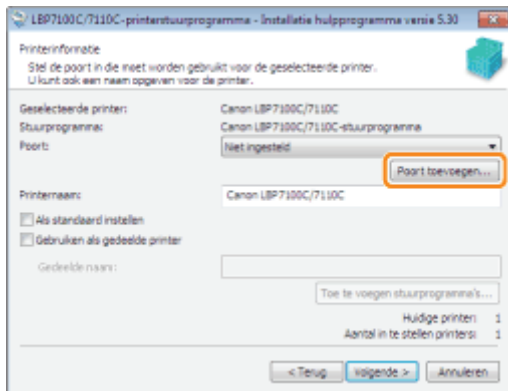 LBP7100C/7110C-printerstuurprogramma - Installatie hulpprogramma versie 5.30
Printerinformatie
Stel de poort in die moet worden gebruikt voor de geselecteerde printer.
U kunt ook een naam opgeven voor de printer.
Geselecteerde printer: Canon LBP7100C/7110C
Stuurprogramma: Canon LBP7100C/7110C-stuurprogramma
Poort: Niet ingesteld
Poort toevoegen...
Printernaam: Canon LBP7100C/7110C
Als standaard instellen
Gebruiken als gedeelde printer
Gedeelde naam:
Toe te voegen stuurprogramma's...
Huidige printer: 1
Aantal in te stellen printers: 1
< Terug Volgende > Annuleren